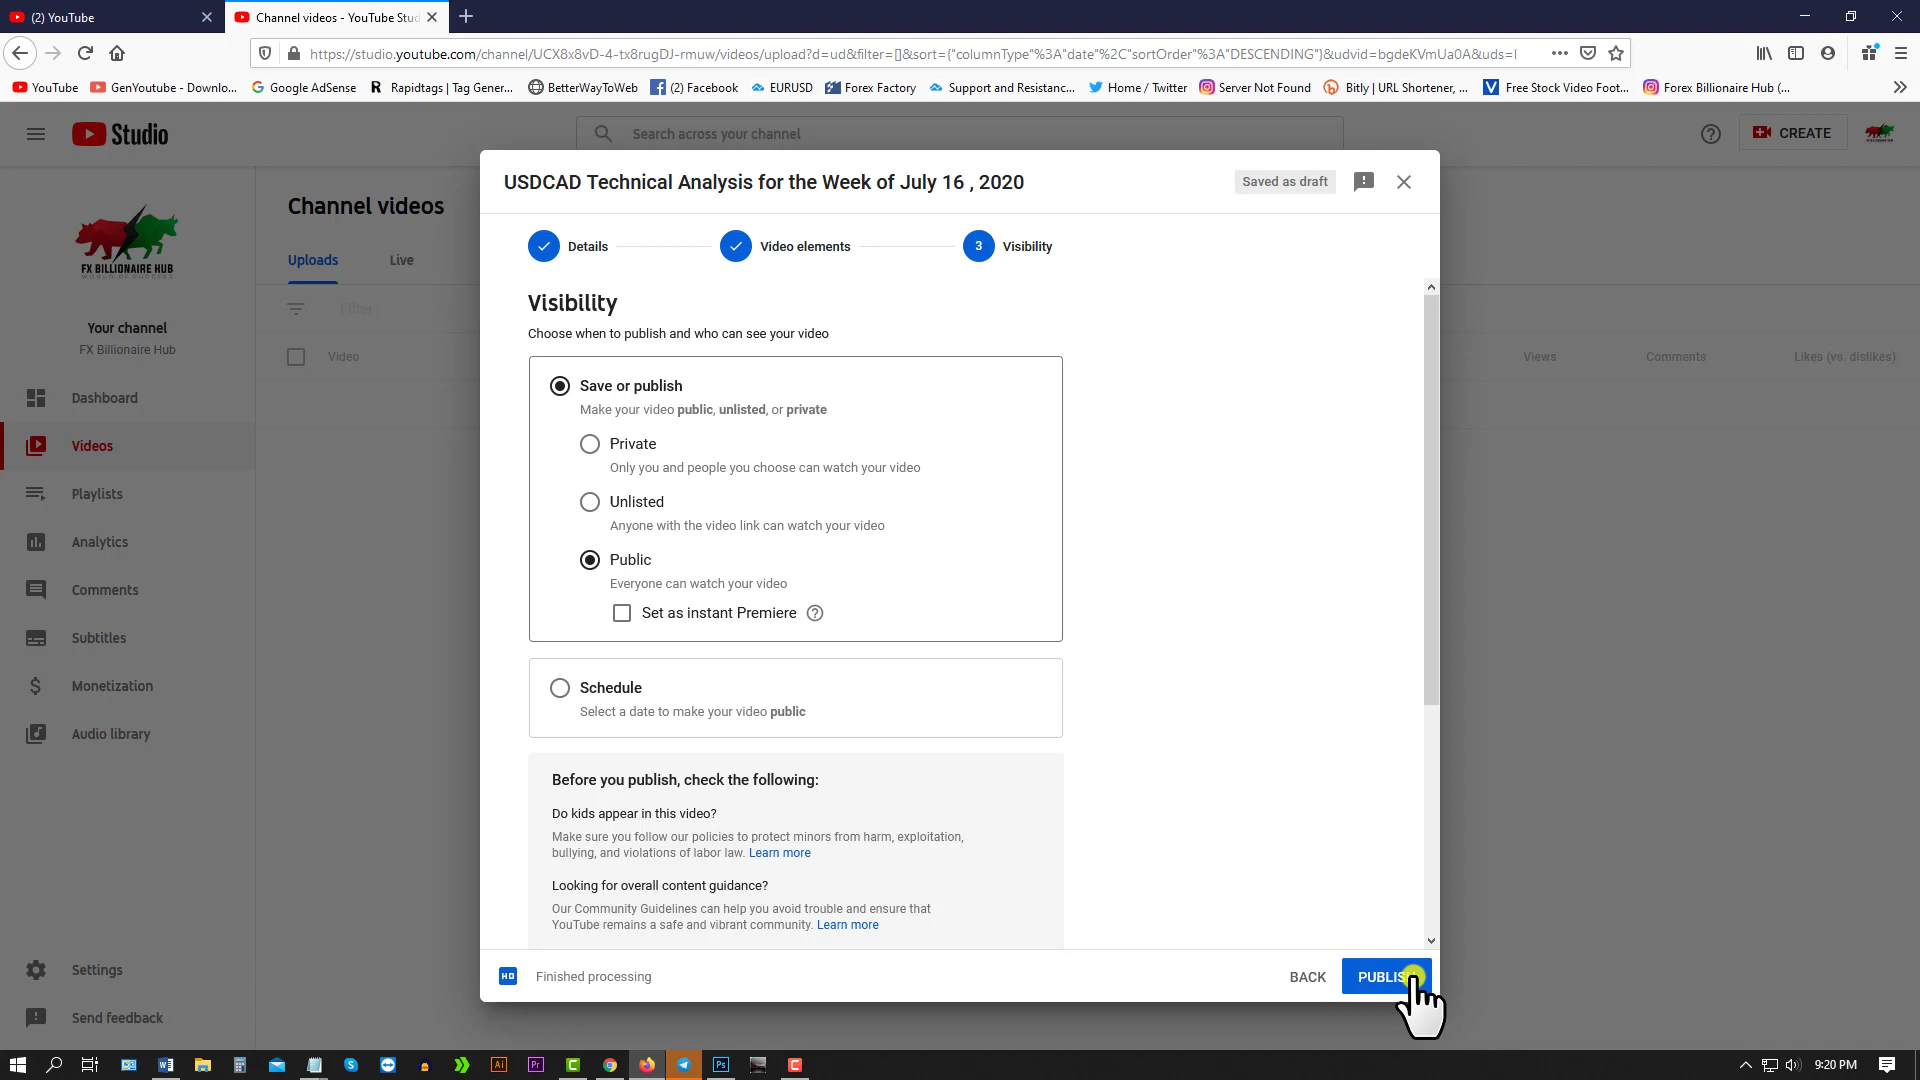 (2) YouTube
Channel videos - YouTube Stud
https://studio.youtube.com/channel/UCX8x8vD-4-tx8rugDJ-rmuw/videos/upload?d=ud&filter=[]&sort={"columnType"%3A"date"%2C"sortOrder"%3A"DESCENDING"}&udvid=bgdeKVmUa0A&uds=I
YouTube
GenYoutube - Downlo...
Google AdSense
Rapidtags | Tag Gener...
BetterWayToWeb
(2) Facebook
EURUSD
Forex Factory
Support and Resistanc...
Home / Twitter
Server Not Found
Bitly | URL Shortener, ...
Free Stock Video Foot...
Forex Billionaire Hub (...
Studio
Search across your channel
CREATE
FX BILLIONAIRE HUB
WORLD OF SUCCESS
Your channel
FX Billionaire Hub
Dashboard
Videos
Playlists
Analytics
Comments
Subtitles
Monetization
Audio library
Settings
Send feedback
Channel videos
Uploads
Live
Filter
Video
Views
Comments
Likes (vs. dislikes)
USDCAD Technical Analysis for the Week of July 16 , 2020
Saved as draft
Details
Video elements
3
Visibility
Visibility
Choose when to publish and who can see your video
Save or publish
Make your video public, unlisted, or private
Private
Only you and people you choose can watch your video
Unlisted
Anyone with the video link can watch your video
Public
Everyone can watch your video
Set as instant Premiere
Schedule
Select a date to make your video public
Before you publish, check the following:
Do kids appear in this video?
Make sure you follow our policies to protect minors from harm, exploitation,
bullying, and violations of labor law. Learn more
Looking for overall content guidance?
Our Community Guidelines can help you avoid trouble and ensure that
YouTube remains a safe and vibrant community. Learn more
HD
Finished processing
BACK
PUBLIS
9:20 PM